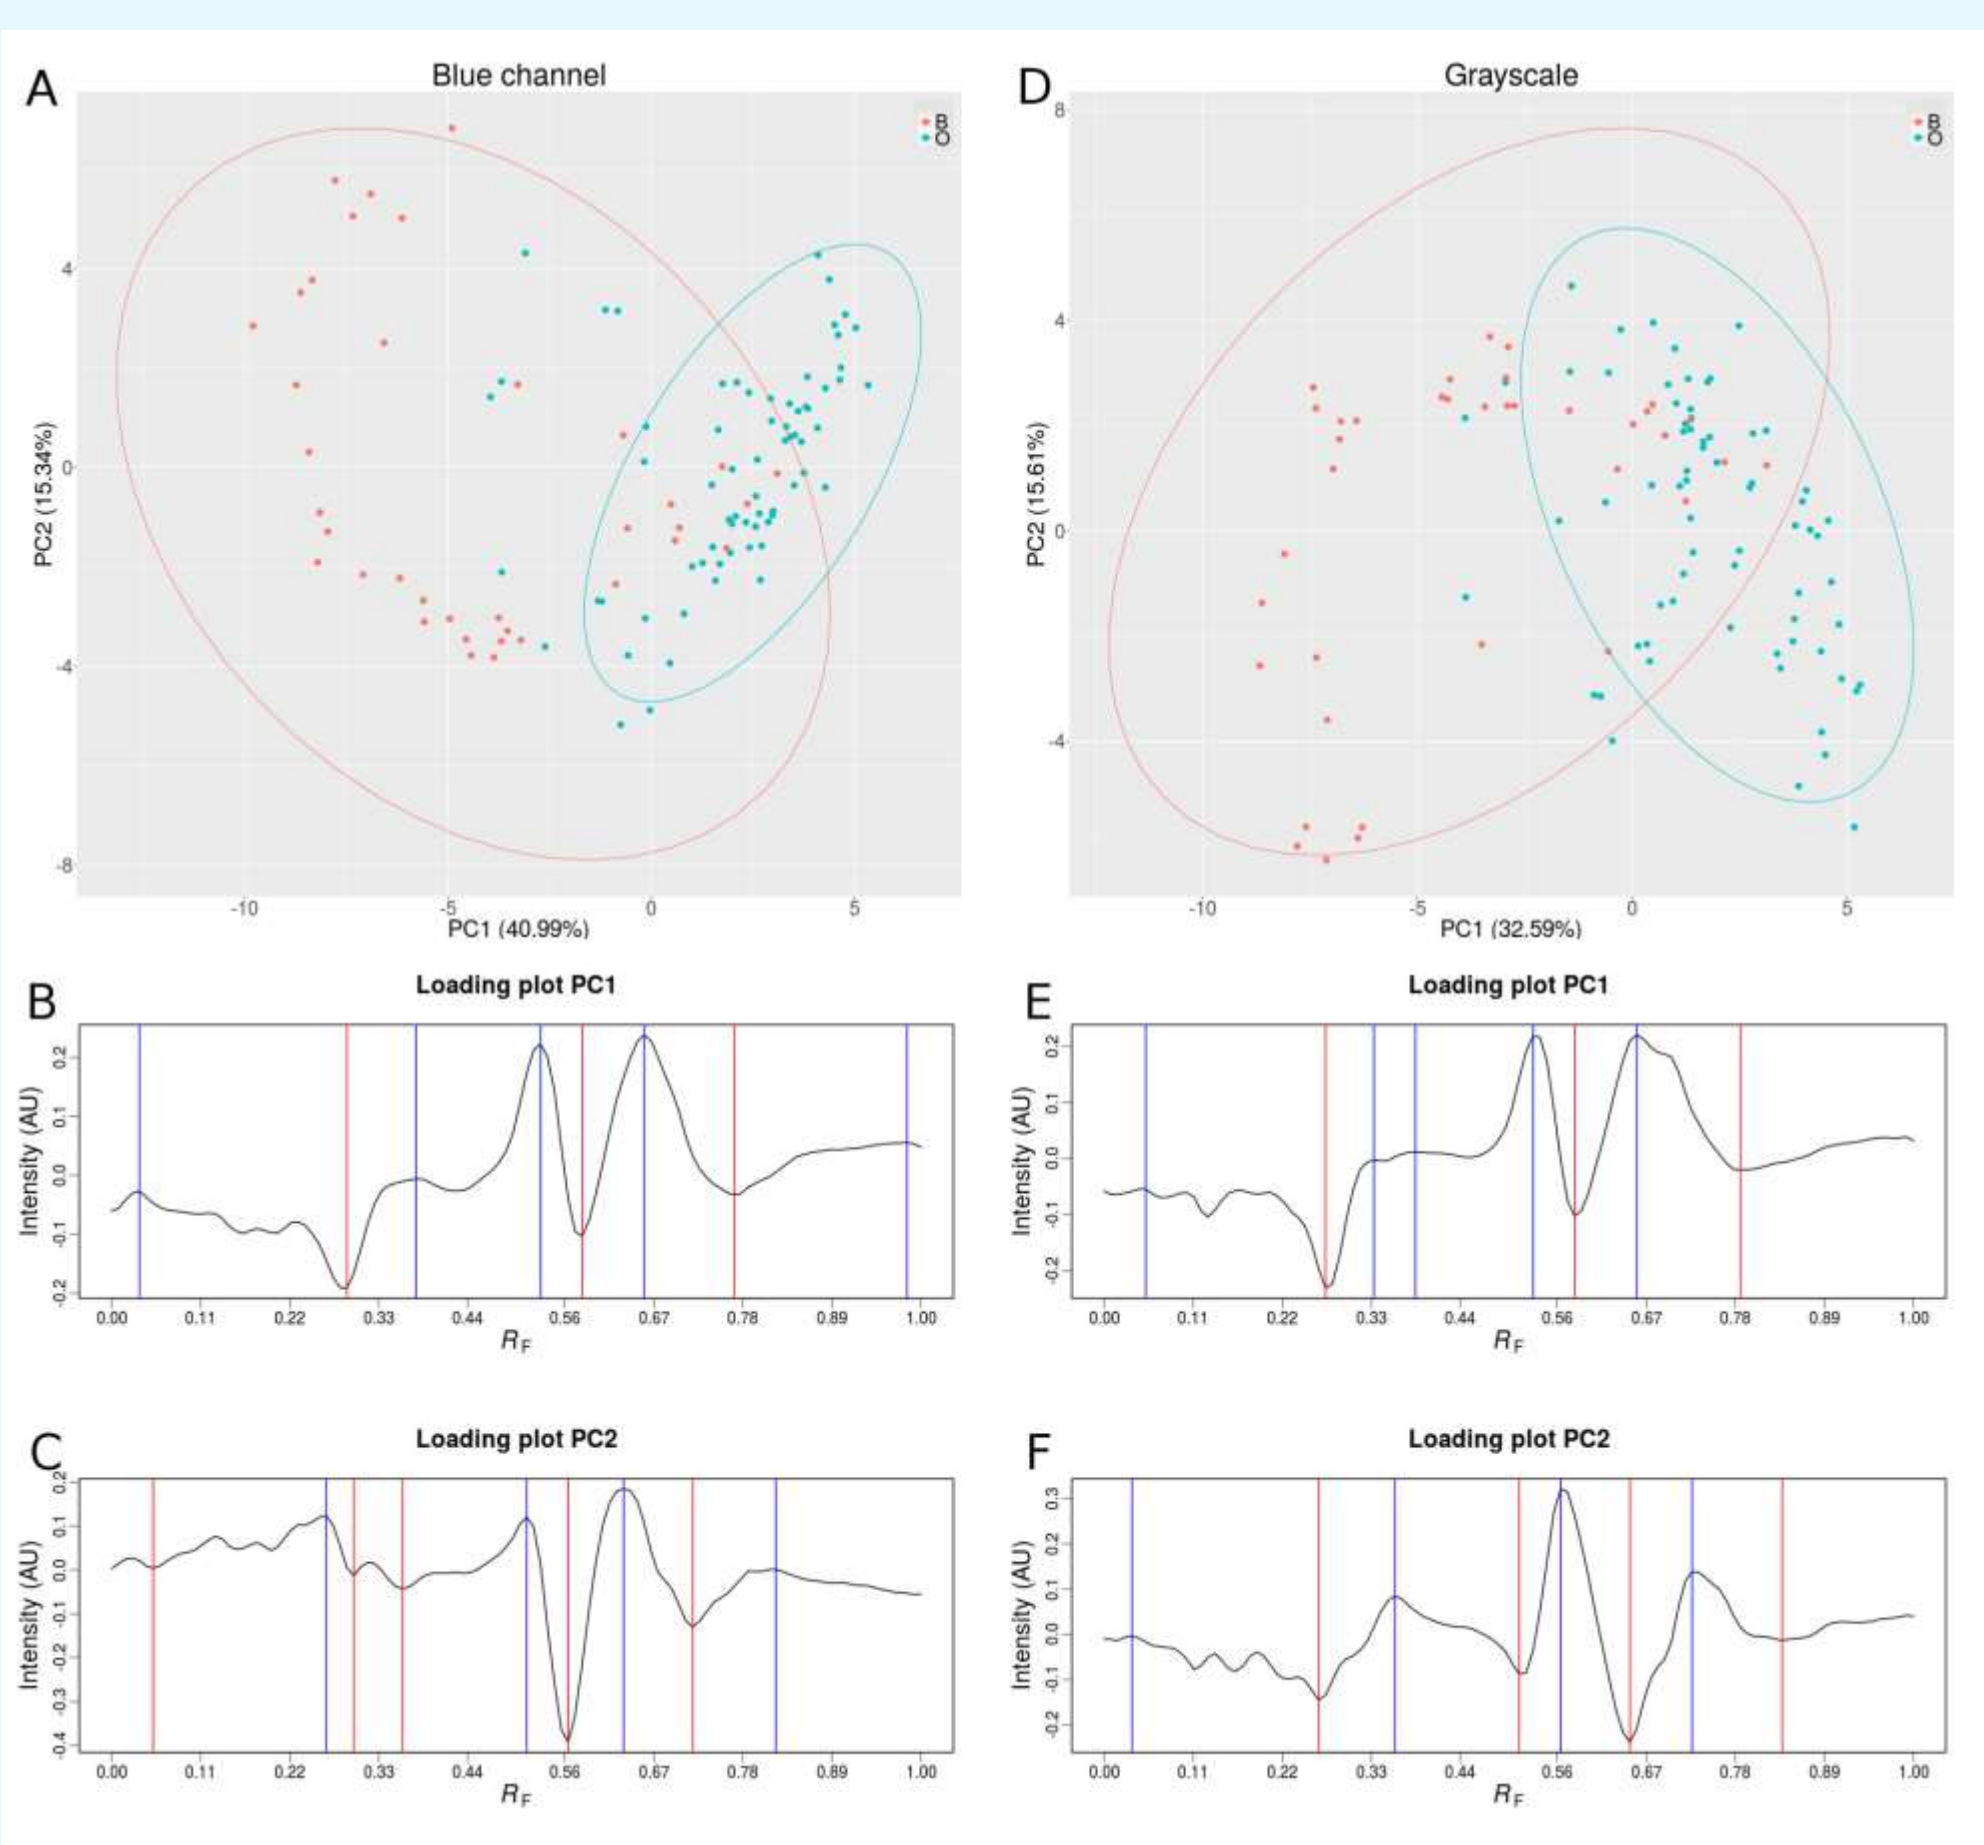 A
Blue channel
B
O
4
0
-4
-8
PC2 (15.34%)
-10
-5
0
5
PC1 (40.99%)
D
Grayscale
B
O
8
4
0
-4
PC2 (15.61%)
-10
-5
0
5
PC1 (32.59%)
B
Loading plot PC1
Intensity (AU)
0.2
0.1
0.0
-0.1
-0.2
0.00 0.11 0.22 0.33 0.44 0.56 0.67 0.78 0.89 1.00
RF
E
Loading plot PC1
Intensity (AU)
0.2
0.1
0.0
-0.1
-0.2
0.00 0.11 0.22 0.33 0.44 0.56 0.67 0.78 0.89 1.00
RF
C
Loading plot PC2
Intensity (AU)
0.2
0.1
0.0
-0.1
-0.2
-0.3
-0.4
0.00 0.11 0.22 0.33 0.44 0.56 0.67 0.78 0.89 1.00
RF
F
Loading plot PC2
Intensity (AU)
0.3
0.2
0.1
0.0
-0.1
-0.2
0.00 0.11 0.22 0.33 0.44 0.56 0.67 0.78 0.89 1.00
RF